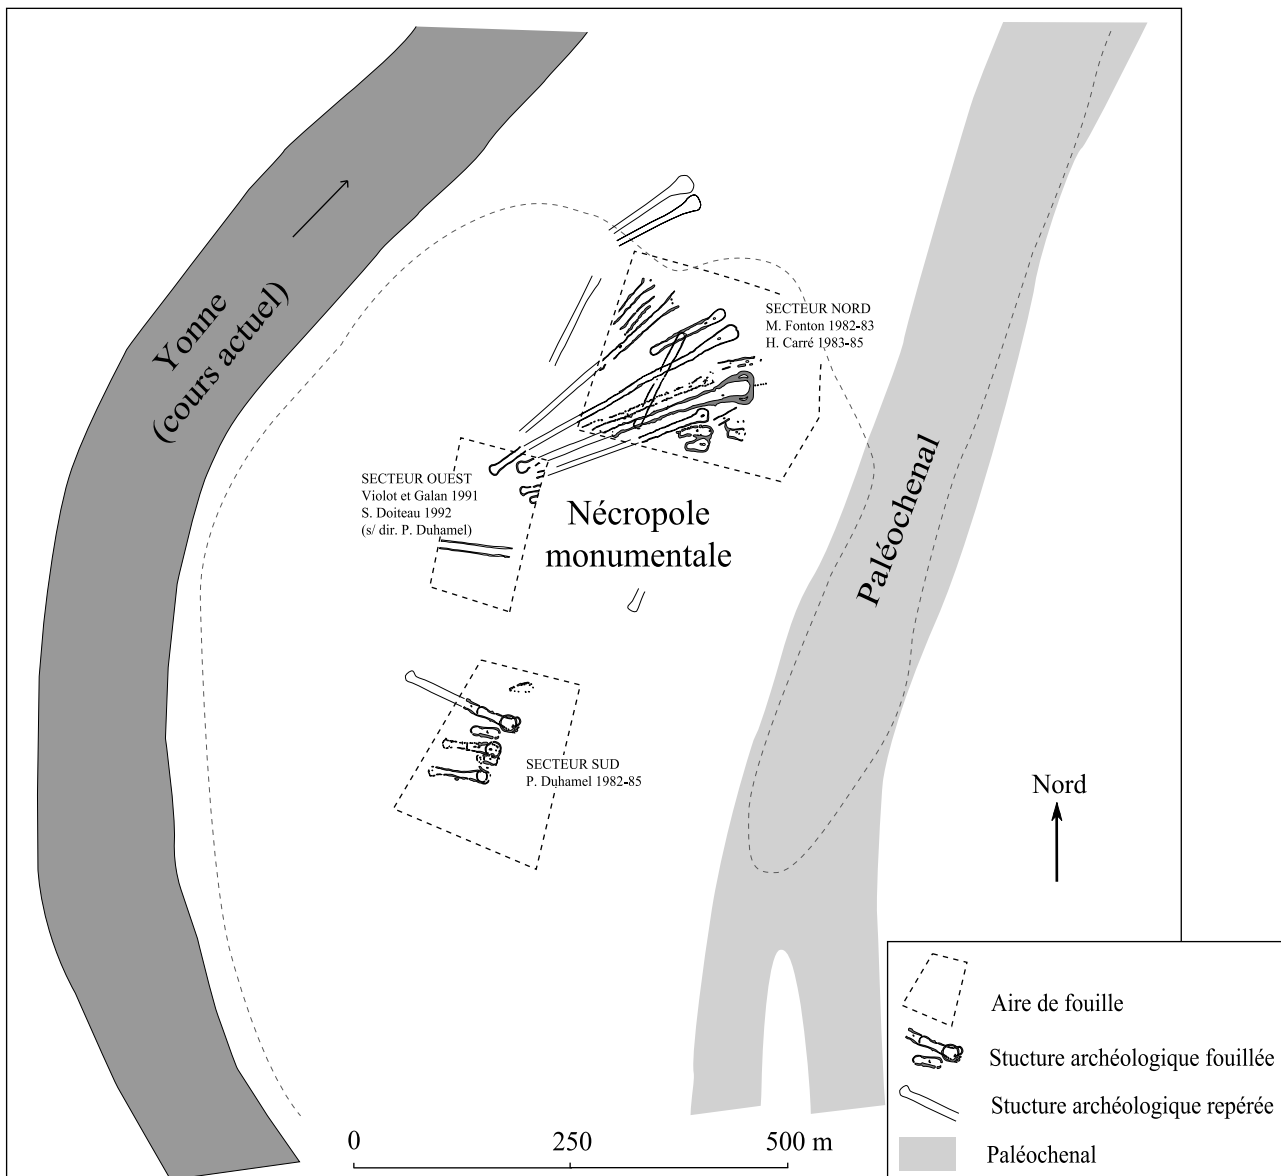 Yonne
(cours actuel)
SECTEUR NORD
M. Fonton 1982-83
H. Carré 1983-85
SECTEUR OUEST
Violot et Galan 1991
S. Doiteau 1992
(s/ dir. P. Duhamel)
Nécropole
monumentale
Paléochenal
SECTEUR SUD
P. Duhamel 1982-85
Nord
Aire de fouille
Stucture archéologique fouillée
Stucture archéologique repérée
Paléochenal
0 250 500 m